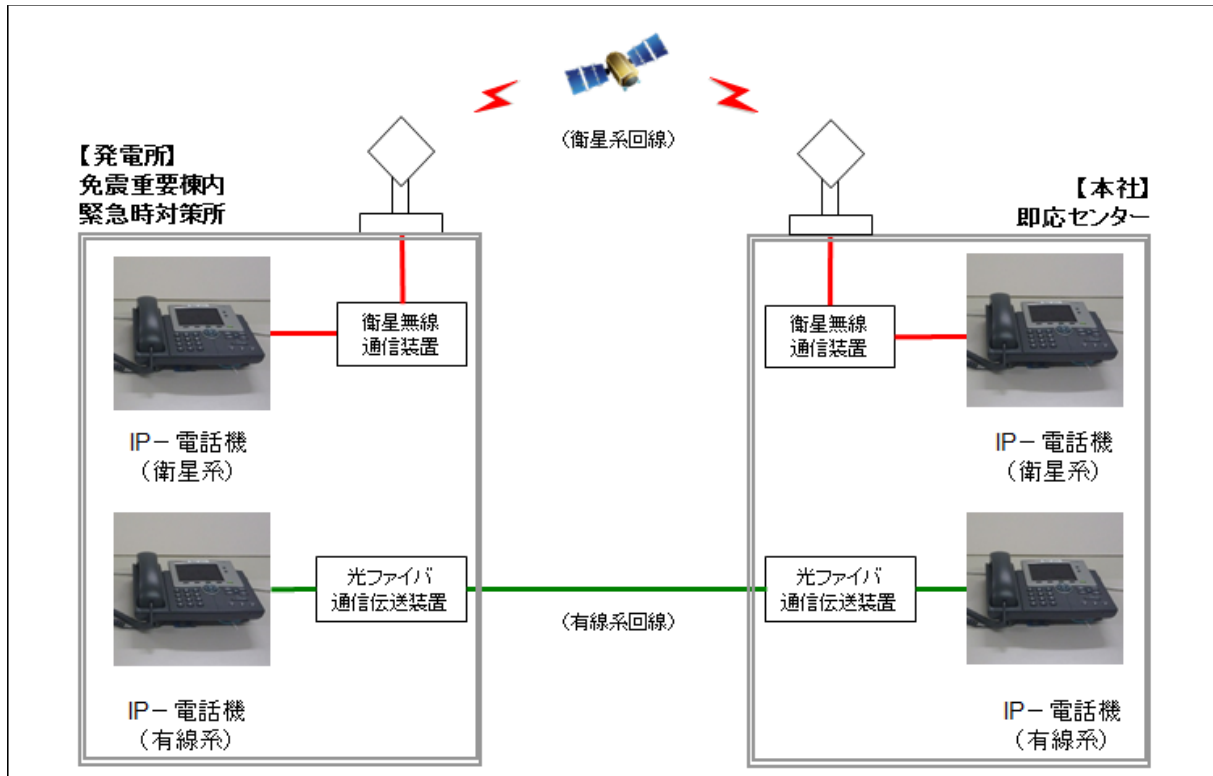 (衛星系回線)
【発電所】
免震重要棟内
緊急時対策所
【本社】
即応センター
衛星無線
通信装置
衛星無線
通信装置
IP－電話機
(衛星系)
IP－電話機
(衛星系)
光ファイバ
通信伝送装置
光ファイバ
通信伝送装置
(有線系回線)
IP－電話機
(有線系)
IP－電話機
(有線系)